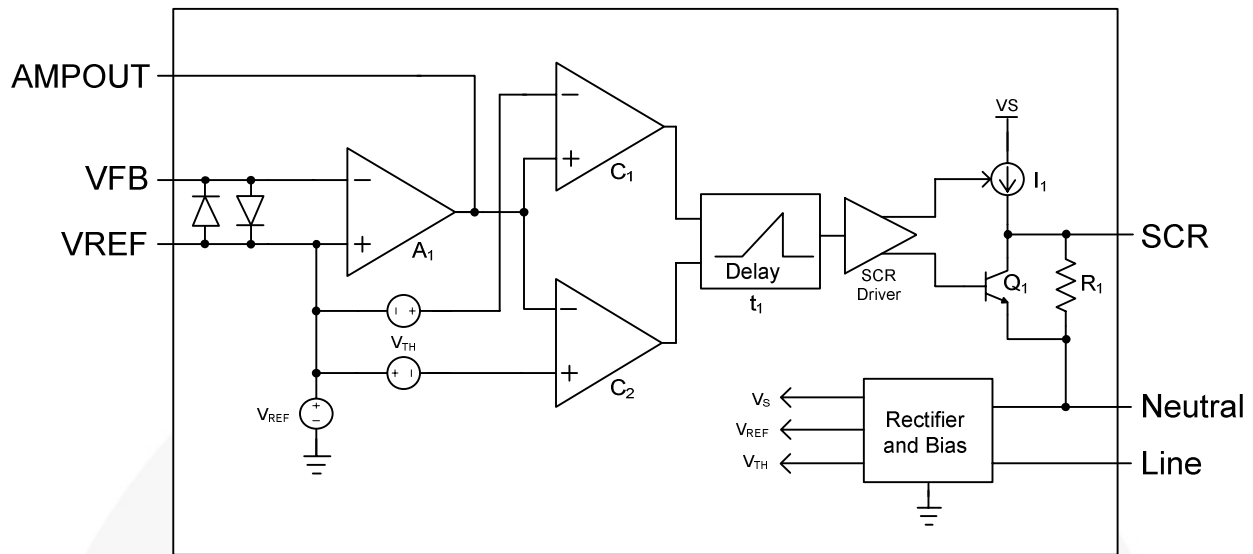 AMPOUT
VFB
VREF
−
+
A1
−
+
C1
−
+
C2
− +
VTH
+ −
VREF
+
−
Delay
t1
SCR
Driver
VS
I1
Q1
R1
SCR
Neutral
Line
Rectifier
and Bias
VS
VREF
VTH